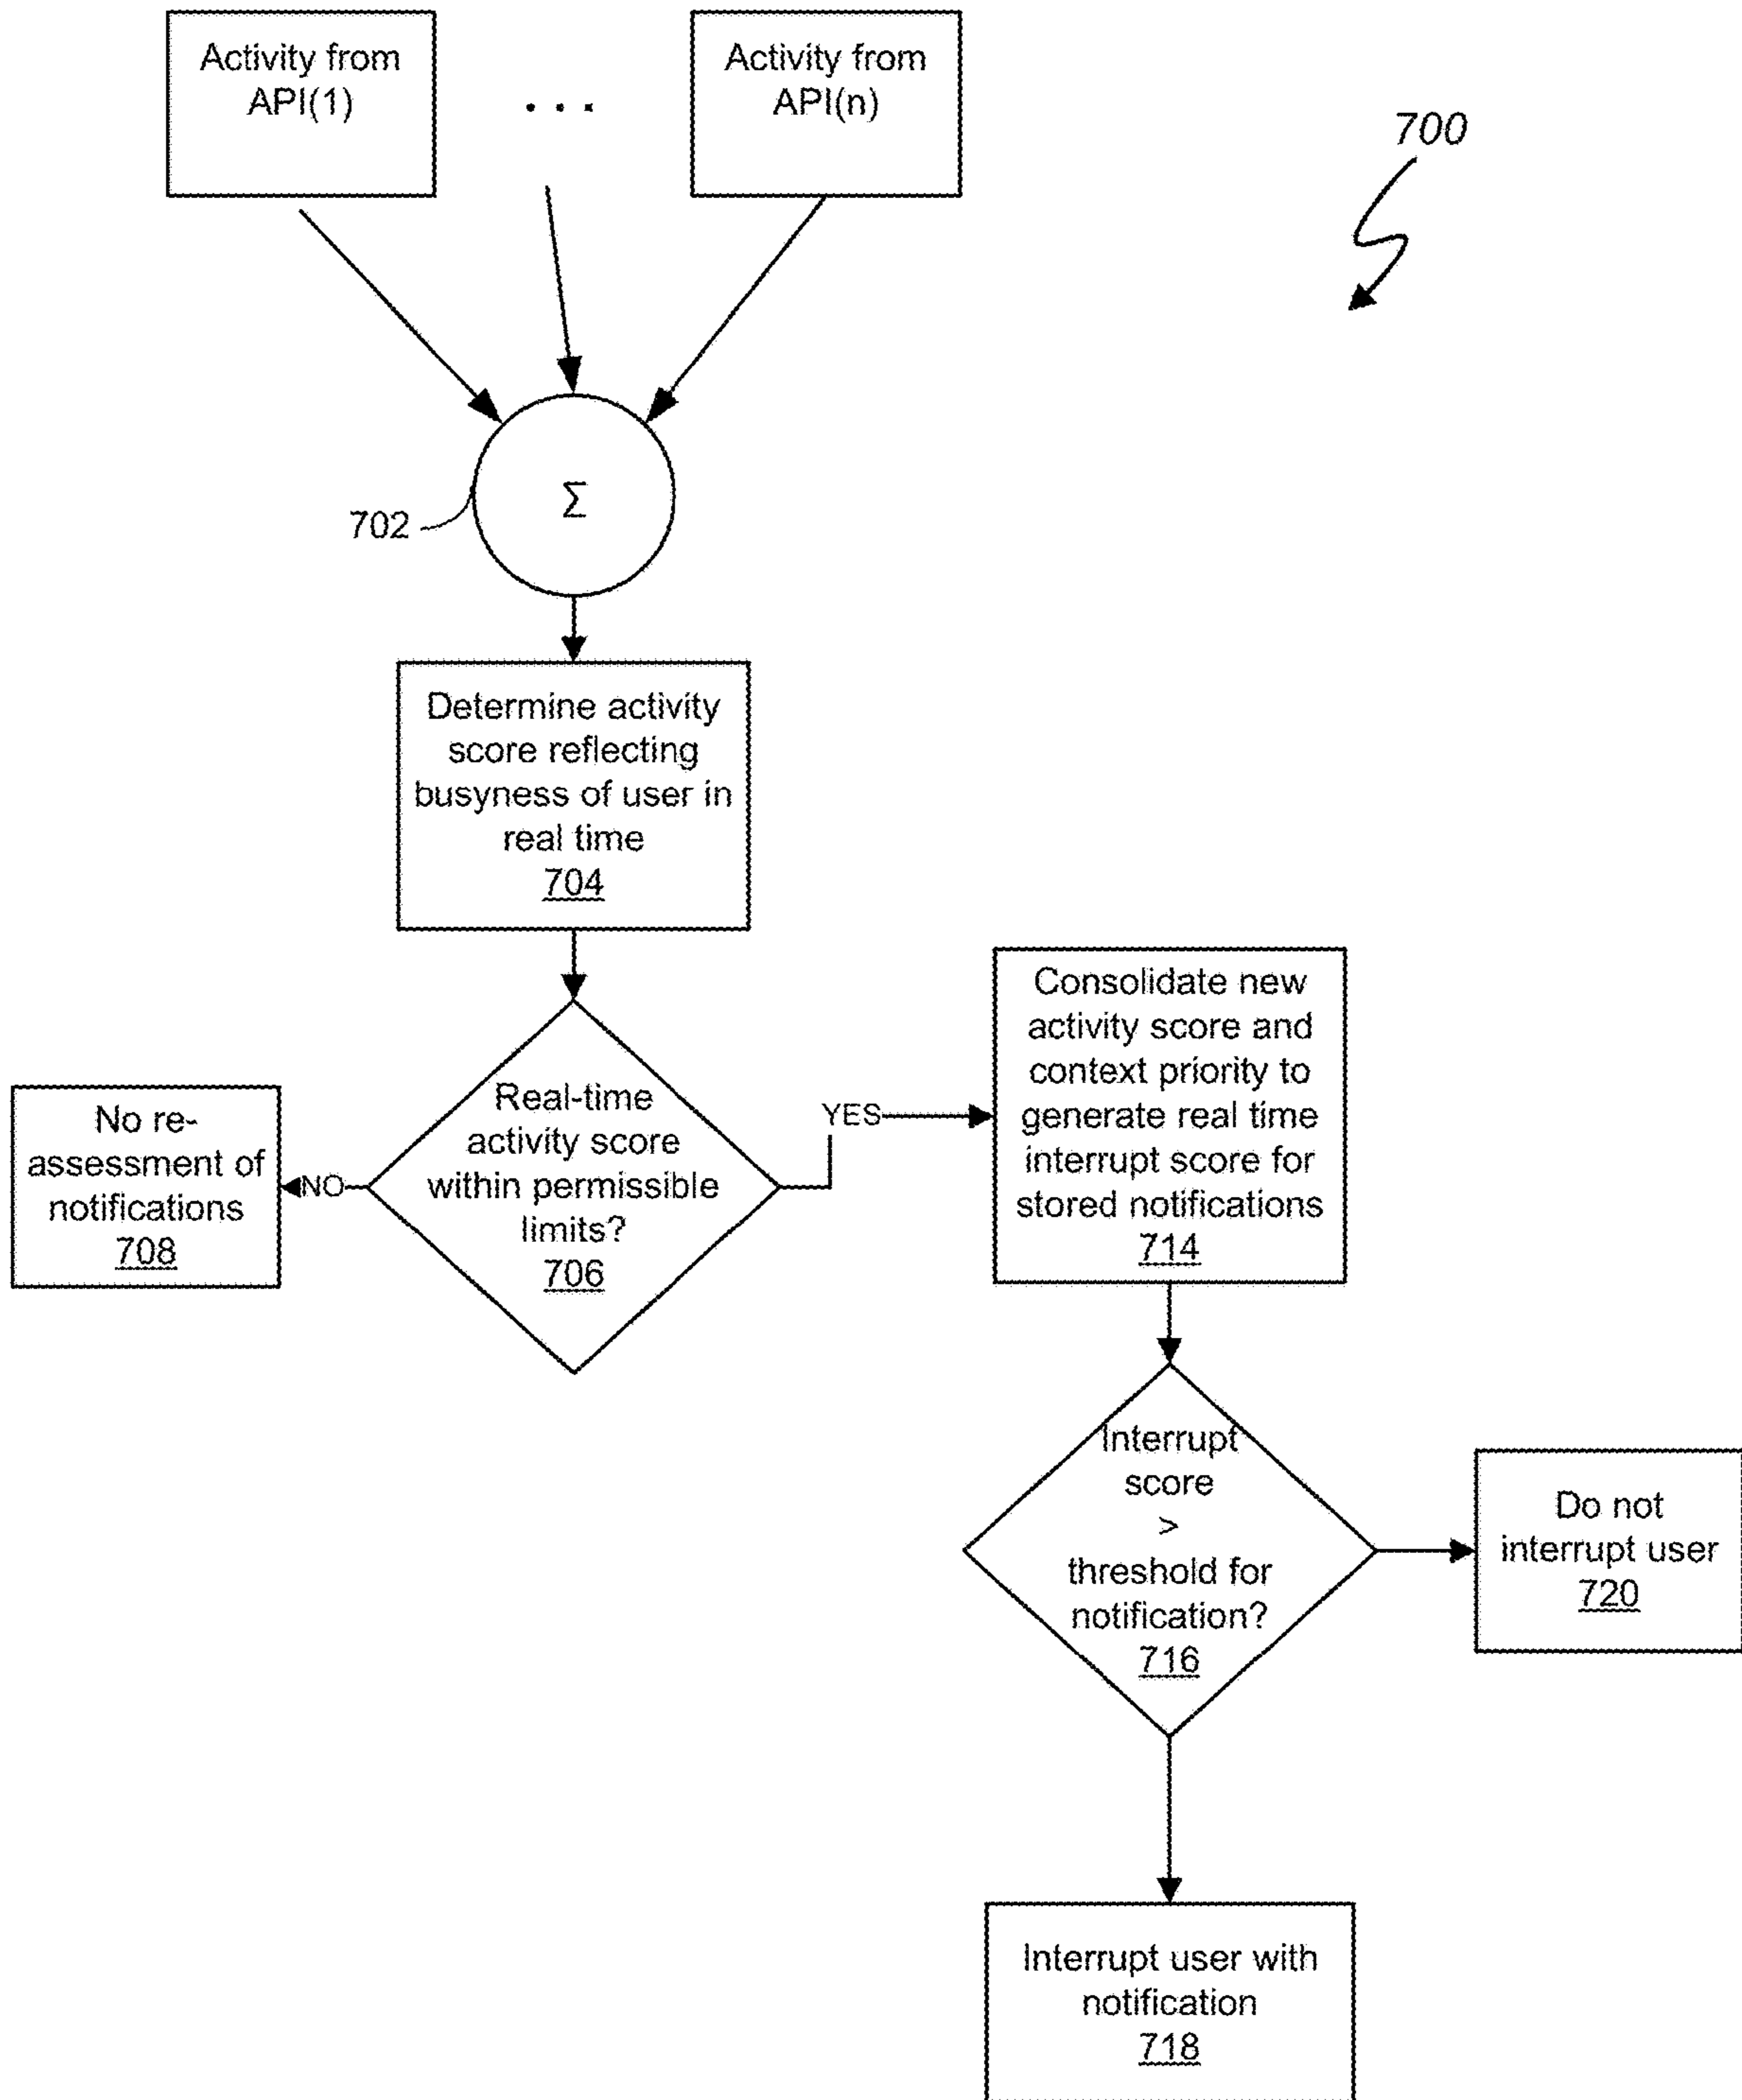 Activity from
API(1)
. . .
Activity from
API(n)
700
Σ
702
Determine activity
score reflecting
busyness of user in
real time
704
Real-time
activity score
within permissible
limits?
706
NO
No re-
assessment of
notifications
708
YES
Consolidate new
activity score and
context priority to
generate real time
interrupt score for
stored notifications
714
Interrupt
score
>
threshold for
notification?
716
Do not
interrupt user
720
Interrupt user with
notification
718